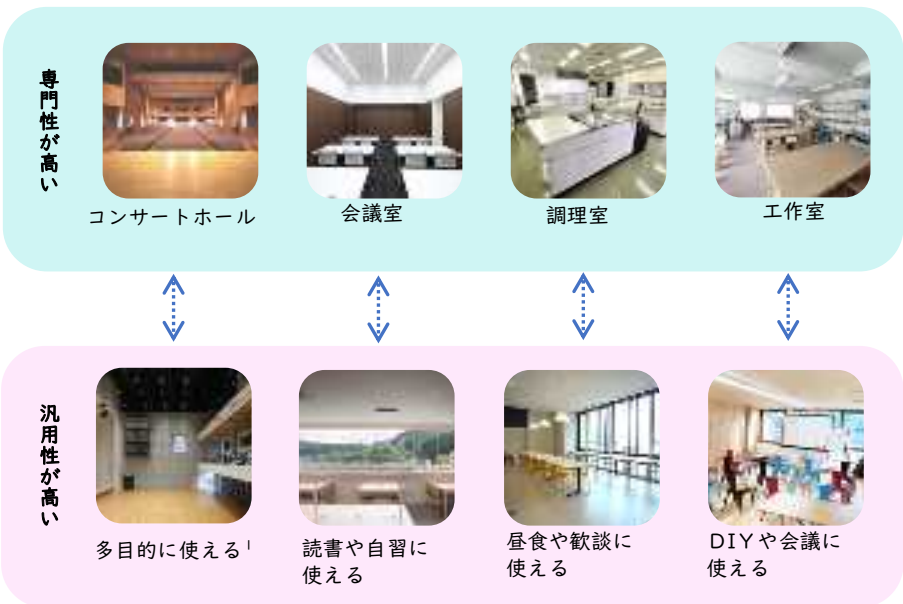 専門性が高い
コンサートホール
会議室
調理室
工作室
汎用性が高い
多目的に使える
読書や自習に
使える
昼食や歓談に
使える
DIYや会議に
使える